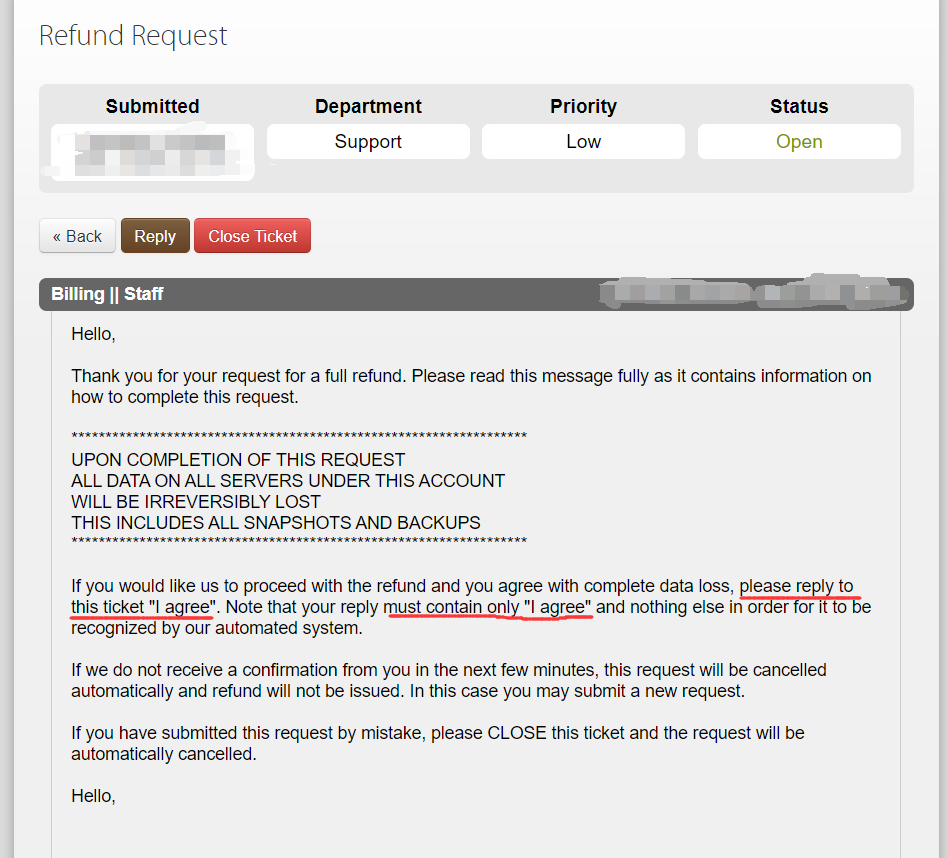 Refund Request
Submitted
Department
Priority
Status
Support
Low
Open
« Back
Reply
Close Ticket
Billing || Staff
Hello,
Thank you for your request for a full refund. Please read this message fully as it contains information on
how to complete this request.
********************************************************************
UPON COMPLETION OF THIS REQUEST
ALL DATA ON ALL SERVERS UNDER THIS ACCOUNT
WILL BE IRREVERSIBLY LOST
THIS INCLUDES ALL SNAPSHOTS AND BACKUPS
********************************************************************
If you would like us to proceed with the refund and you agree with complete data loss, please reply to
this ticket "I agree". Note that your reply must contain only "I agree" and nothing else in order for it to be
recognized by our automated system.
If we do not receive a confirmation from you in the next few minutes, this request will be cancelled
automatically and refund will not be issued. In this case you may submit a new request.
If you have submitted this request by mistake, please CLOSE this ticket and the request will be
automatically cancelled.
Hello,